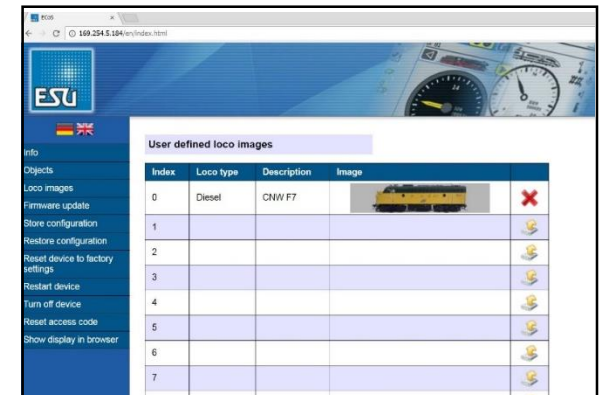 ECoS
169.254.5.184/en/index.html
ESU
Info
Objects
Loco images
Firmware update
Store configuration
Restore configuration
Reset device to factory
settings
Restart device
Turn off device
Reset access code
Show display in browser
User defined loco images
Index Loco type Description Image
0 Diesel CNW F7
1
2
3
4
5
6
7